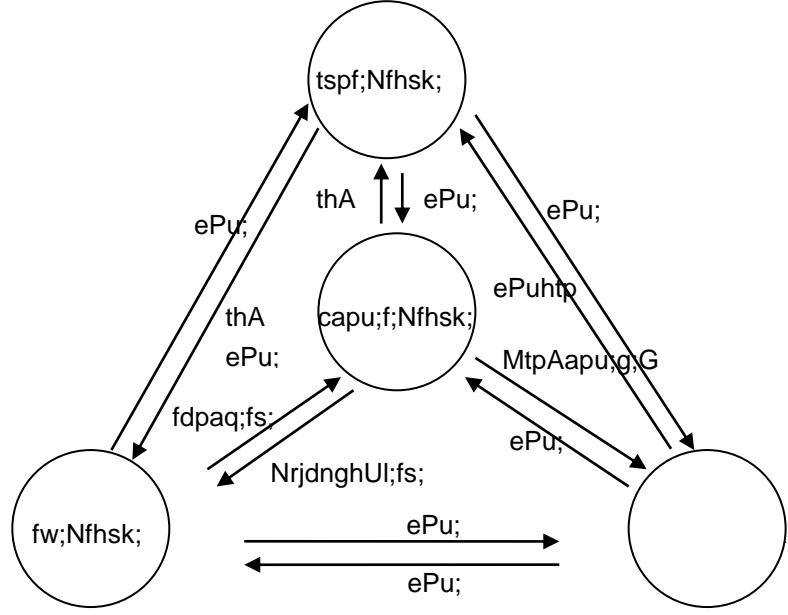 tspf;Nfhsk;
thA
ePu;
ePu;
ePu;
ePuhtp
thA
capu;f;Nfhsk;
ePu;
MtpAapu;g;G
fdpaq;fs;
ePu;
NrjdnghUl;fs;
fw;Nfhsk;
ePu;
ePu;